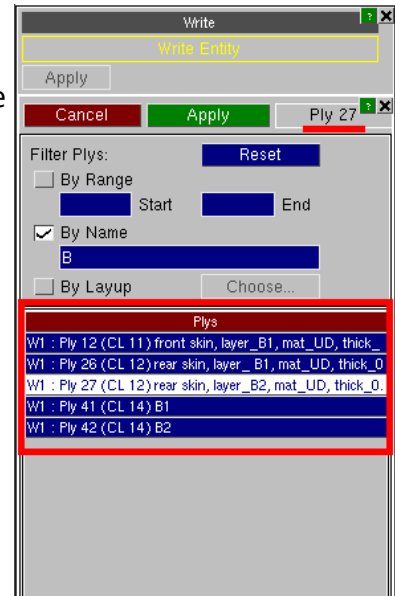 Write ? X
Write Entity
Apply
e
Cancel Apply Ply 27 ? X
Filter Plys: Reset
By Range
Start End
By Name
B
By Layup Choose...
Plys
W1 : Ply 12 (CL 11) front skin, layer_B1, mat_UD, thick_
W1 : Ply 26 (CL 12) rear skin, layer_ B1, mat_UD, thick_0
W1 : Ply 27 (CL 12) rear skin, layer_B2, mat_UD, thick_0.
W1 : Ply 41 (CL 14) B1
W1 : Ply 42 (CL 14) B2